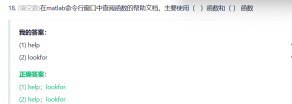 18. (填空题)在matlab命令行窗口中查阅函数的帮助文档，主要使用（ ）函数和（ ）函数
我的答案：
(1) help
(2) lookfor
正确答案：
(1) help；lookfor
(2) help；lookfor